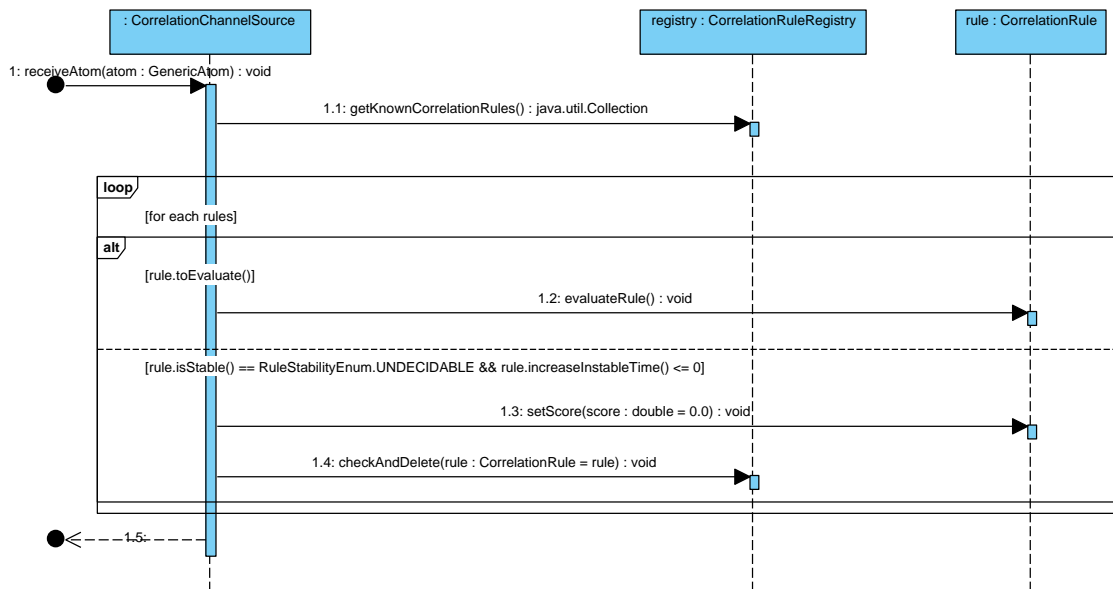 : CorrelationChannelSource
registry : CorrelationRuleRegistry
rule : CorrelationRule
1: receiveAtom(atom : GenericAtom) : void
1.1: getKnownCorrelationRules() : java.util.Collection
loop
[for each rules]
alt
[rule.toEvaluate()]
1.2: evaluateRule() : void
[rule.isStable() == RuleStabilityEnum.UNDECIDABLE && rule.increaseInstableTime() <= 0]
1.3: setScore(score : double = 0.0) : void
1.4: checkAndDelete(rule : CorrelationRule = rule) : void
1.5: